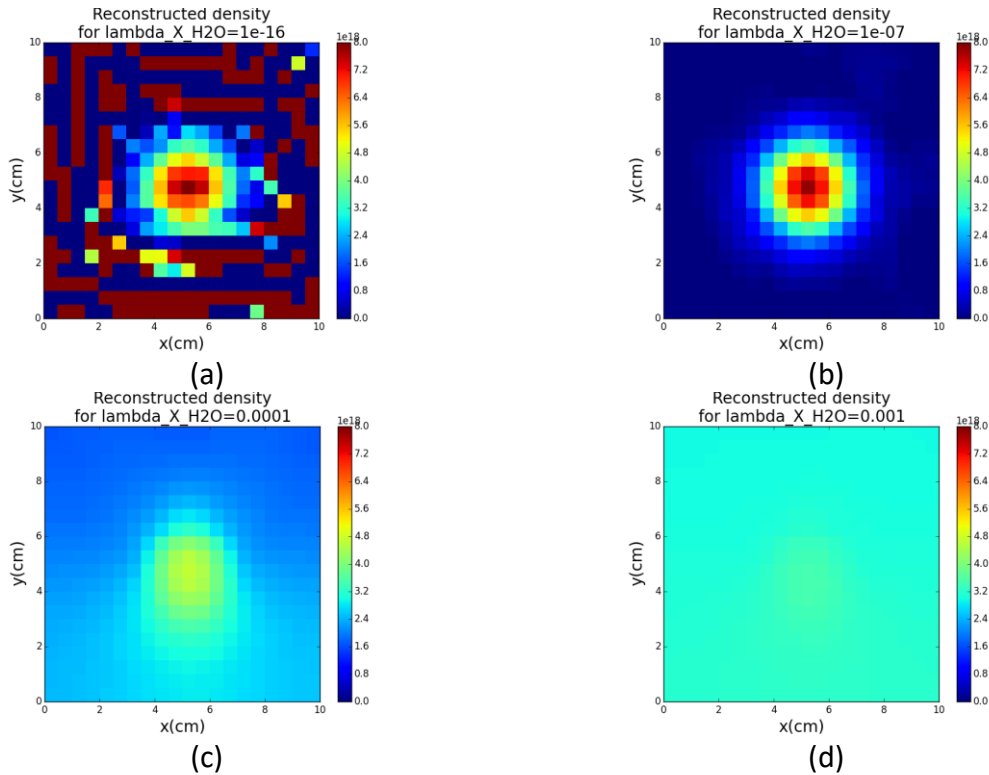 Reconstructed density
for lambda_X_H2O=1e-16
1e18
10
8
6
4
2
0
y(cm)
0 2 4 6 8 10
x(cm)
8.0
7.2
6.4
5.6
4.8
4.0
3.2
2.4
1.6
0.8
0.0
(a)
Reconstructed density
for lambda_X_H2O=1e-07
1e18
10
8
6
4
2
0
y(cm)
0 2 4 6 8 10
x(cm)
8.0
7.2
6.4
5.6
4.8
4.0
3.2
2.4
1.6
0.8
0.0
(b)
Reconstructed density
for lambda_X_H2O=0.0001
1e18
10
8
6
4
2
0
y(cm)
0 2 4 6 8 10
x(cm)
8.0
7.2
6.4
5.6
4.8
4.0
3.2
2.4
1.6
0.8
0.0
(c)
Reconstructed density
for lambda_X_H2O=0.001
1e18
10
8
6
4
2
0
y(cm)
0 2 4 6 8 10
x(cm)
8.0
7.2
6.4
5.6
4.8
4.0
3.2
2.4
1.6
0.8
0.0
(d)